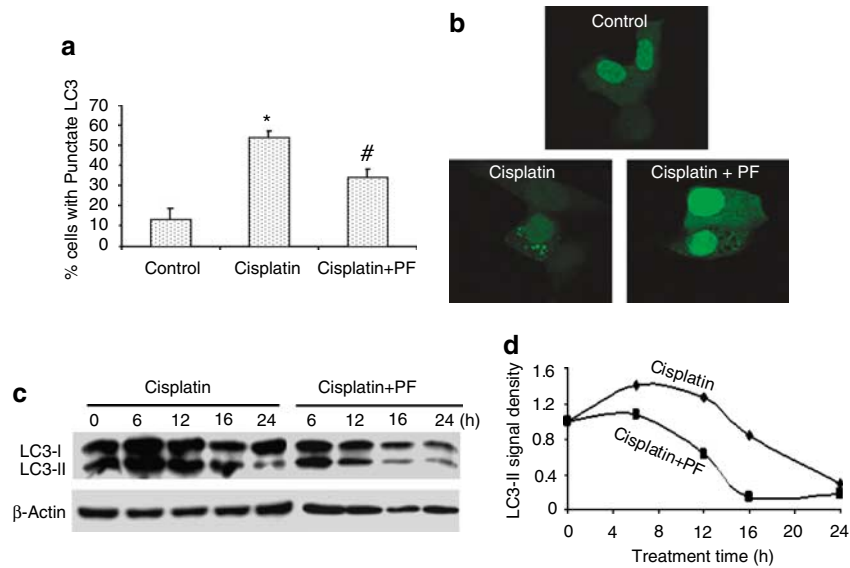 a
% cells with Punctate LC3
70
60
50
40
30
20
10
0
*
#
Control
Cisplatin
Cisplatin+PF
b
Control
Cisplatin
Cisplatin + PF
c
Cisplatin
Cisplatin+PF
0 6 12 16 24 6 12 16 24 (h)
LC3-I
LC3-II
β-Actin
d
LC3-II signal density
1.6
1.2
0.8
0.4
0
Cisplatin
Cisplatin+PF
0 4 8 12 16 20 24
Treatment time (h)